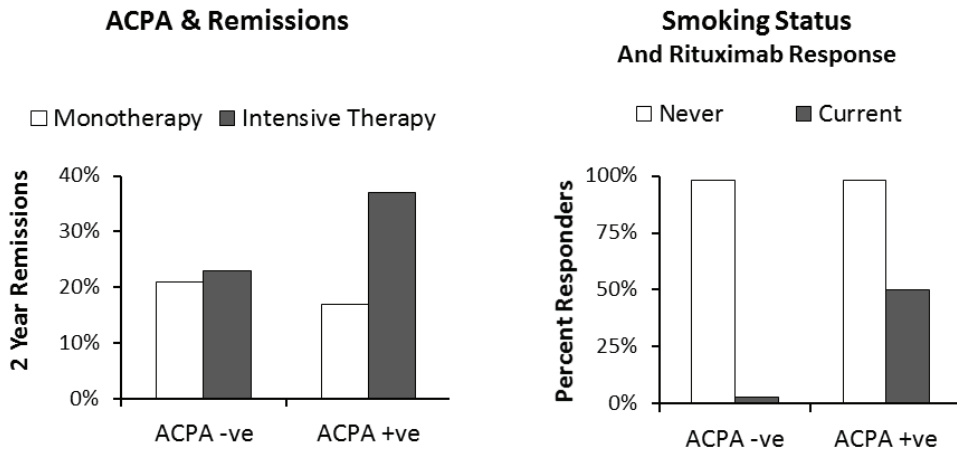 ACPA & Remissions
Monotherapy Intensive Therapy
2 Year Remissions
40%
30%
20%
10%
0%
ACPA -ve ACPA +ve
Smoking Status
And Rituximab Response
Never Current
Percent Responders
100%
75%
50%
25%
0%
ACPA -ve ACPA +ve